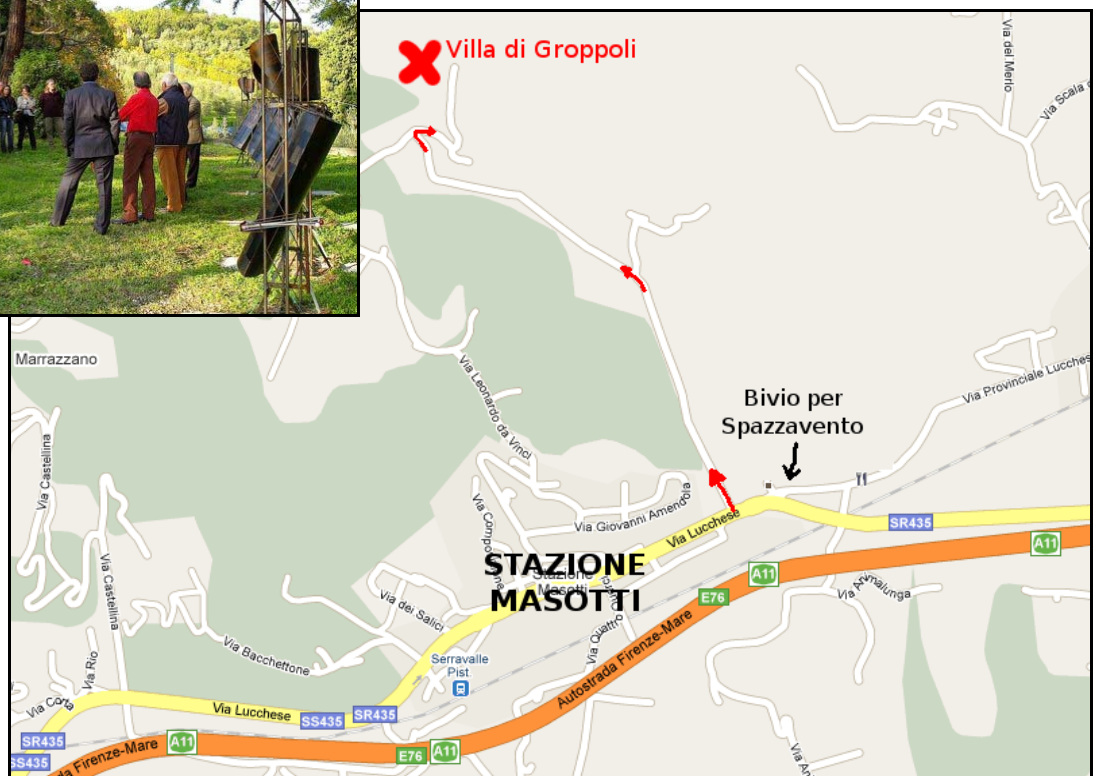 Villa di Groppoli
Via del Merlo
Via Scala
Marrazzano
Via Leonardo da Vinci
Via Castellina
Bivio per
Spazzavento
Via Provinciale Lucchese
Via Giovanni Amendola
Via Lucchese
SR435
A11
STAZIONE
MASOTTI
Stazione
Masotti
A11
E76
Via Castellina
Via dei Salici
Via Quattro
Autostrada Firenze-Mare
Via Bacchettone
Via Rio
Serravalle
Pist.
Via Corta
Via Lucchese
SS435
SR435
SR435
SS435
da Firenze-Mare
A11
E76
A11